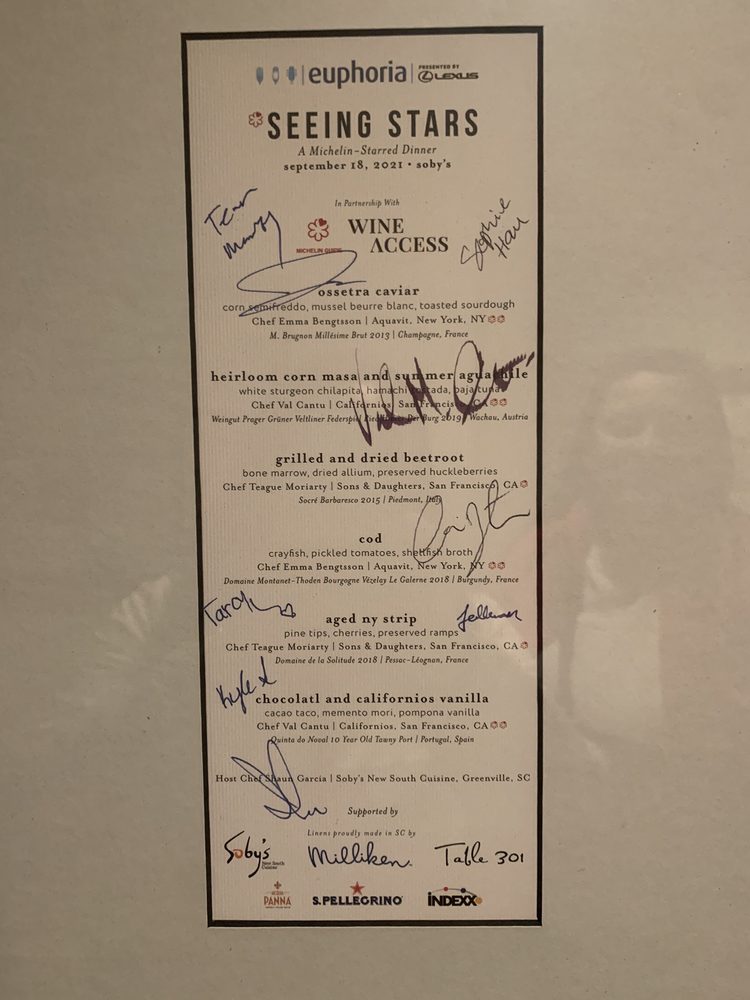 euphoria | PRESENTED BY LEXUS
SEEING STARS
A Michelin-Starred Dinner
september 18, 2021 • soby's
In Partnership With
MICHELIN GUIDE
WINE
ACCESS
Team
Sophie
Hall
ossetra caviar
corn semifreddo, mussel beurre blanc, toasted sourdough
Chef Emma Bengtsson | Aquavit, New York, NY
M. Brugnon Millésime Brut 2013 | Champagne, France
heirloom corn masa and summer aguachile
white sturgeon chilapita, hamachi tostada, baja tuna
Chef Val Cantu | Californios, San Francisco, CA
Weingut Prager Grüner Veltliner Federspiel Der Burg 2019 | Wachau, Austria
grilled and dried beetroot
bone marrow, dried allium, preserved huckleberries
Chef Teague Moriarty | Sons & Daughters, San Francisco, CA
Socré Barbaresco 2015 | Piedmont, Italy
cod
crayfish, pickled tomatoes, shellfish broth
Chef Emma Bengtsson | Aquavit, New York, NY
Domaine Montanet-Thoden Bourgogne Vézelay Le Galerne 2018 | Burgundy, France
aged ny strip
pine tips, cherries, preserved ramps
Chef Teague Moriarty | Sons & Daughters, San Francisco, CA
Domaine de la Solitude 2018 | Pessac-Léognan, France
chocolatl and californios vanilla
cacao taco, memento mori, pompona vanilla
Chef Val Cantu | Californios, San Francisco, CA
Quinta do Noval 10 Year Old Tawny Port | Portugal, Spain
Host Chef Shaun Garcia | Soby's New South Cuisine, Greenville, SC
Supported by
Linens proudly made in SC by
Soby's New South Cuisine
Milliken.
Table 301
ACQUA
PANNA
S.PELLEGRINO
INDEXX